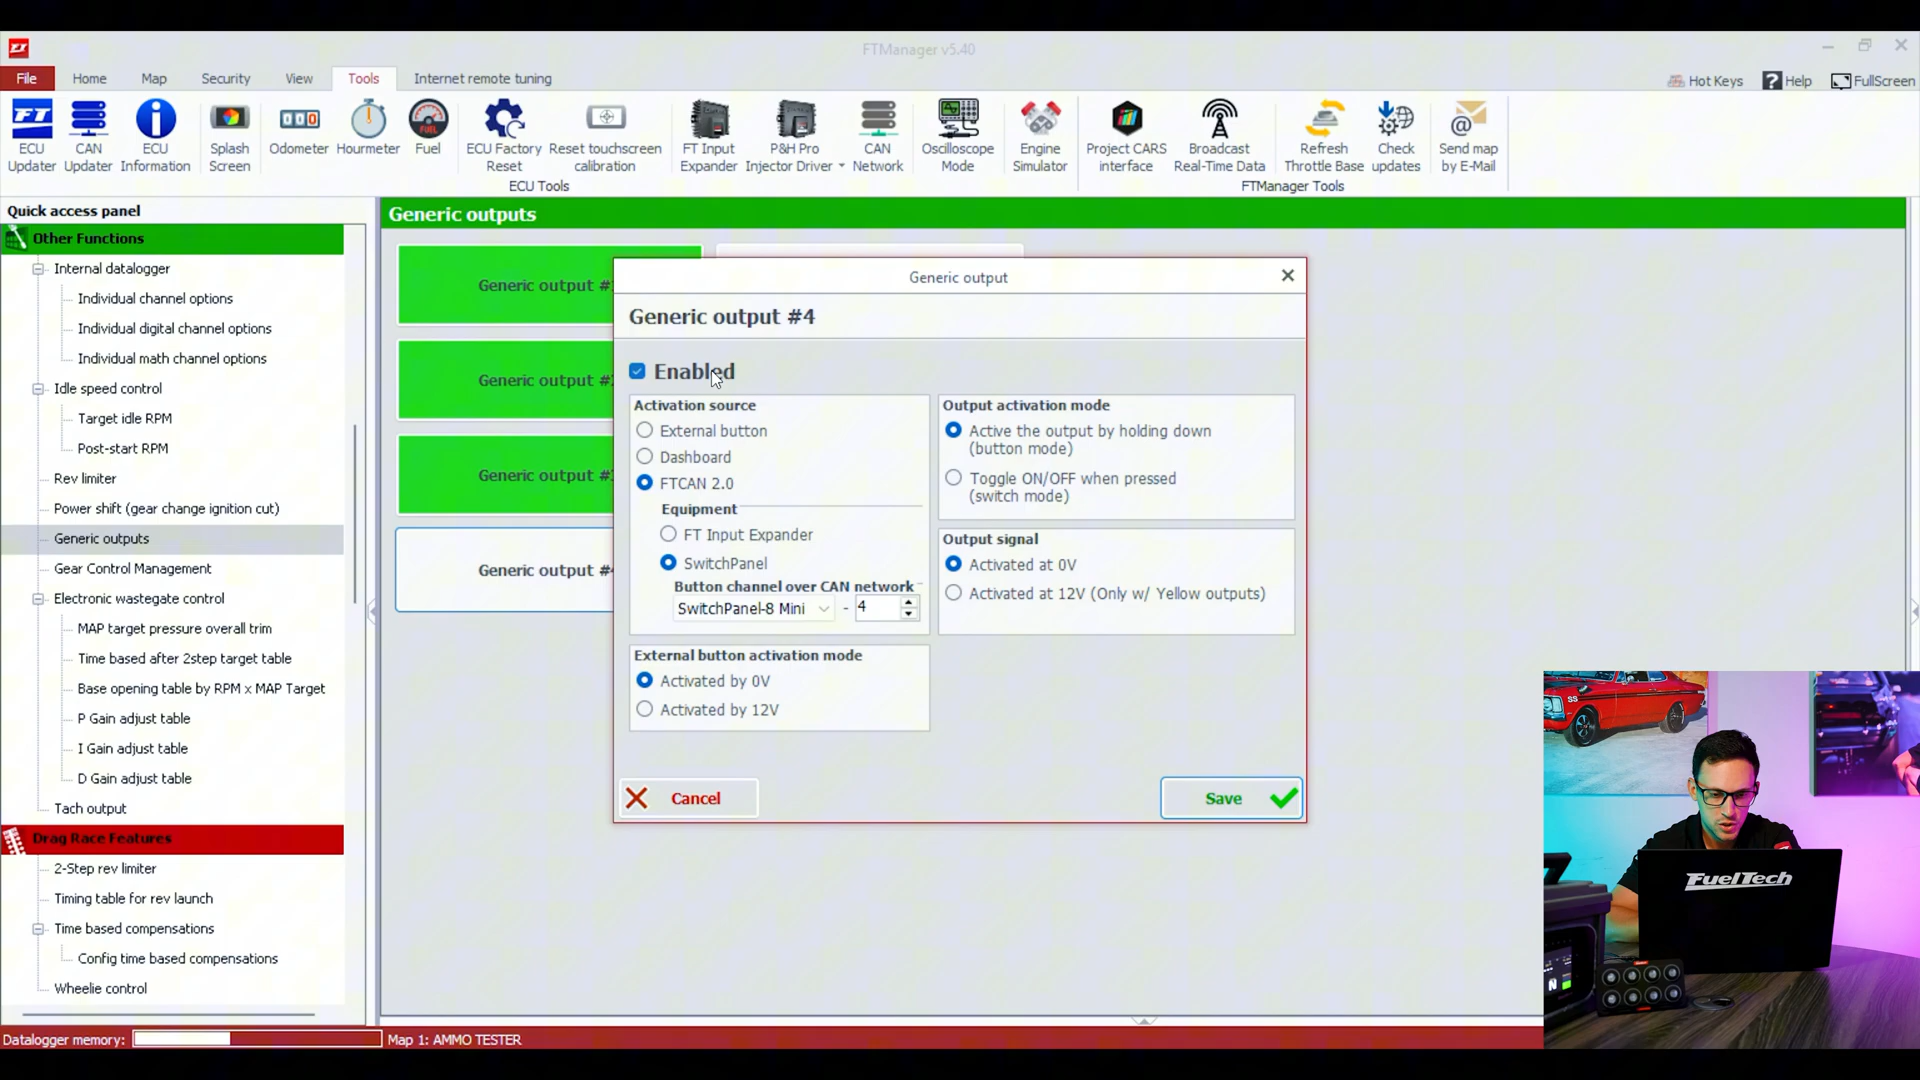 FT
FTManager v5.40
File
Home
Map
Security
View
Tools
Internet remote tuning
Hot Keys
? Help
FullScreen
FT
ECU
Updater
CAN
Updater
ECU
Information
Splash
Screen
Odometer
Hourmeter
FUEL
Fuel
ECU Factory
Reset
Reset touchscreen
calibration
FT Input
Expander
P&H Pro
Injector Driver
CAN
Network
Oscilloscope
Mode
Engine
Simulator
Project CARS
interface
Broadcast
Real-Time Data
Refresh
Throttle Base
Check
updates
Send map
by E-Mail
ECU Tools
FTManager Tools
Quick access panel
Other Functions
Internal datalogger
Individual channel options
Individual digital channel options
Individual math channel options
Idle speed control
Target idle RPM
Post-start RPM
Rev limiter
Power shift (gear change ignition cut)
Generic outputs
Gear Control Management
Electronic wastegate control
MAP target pressure overall trim
Time based after 2step target table
Base opening table by RPM x MAP Target
P Gain adjust table
I Gain adjust table
D Gain adjust table
Tach output
Drag Race Features
2-Step rev limiter
Timing table for rev launch
Time based compensations
Config time based compensations
Wheelie control
Generic outputs
Generic output #
Generic output #
Generic output #
Generic output #
Generic output
Generic output #4
Enabled
Activation source
External button
Dashboard
FTCAN 2.0
Equipment
FT Input Expander
SwitchPanel
Button channel over CAN network
SwitchPanel-8 Mini - 4
External button activation mode
Activated by 0V
Activated by 12V
Output activation mode
Active the output by holding down
(button mode)
Toggle ON/OFF when pressed
(switch mode)
Output signal
Activated at 0V
Activated at 12V (Only w/ Yellow outputs)
Cancel
Save
SS
FUELTECH
N
Datalogger memory:
Map 1: AMMO TESTER